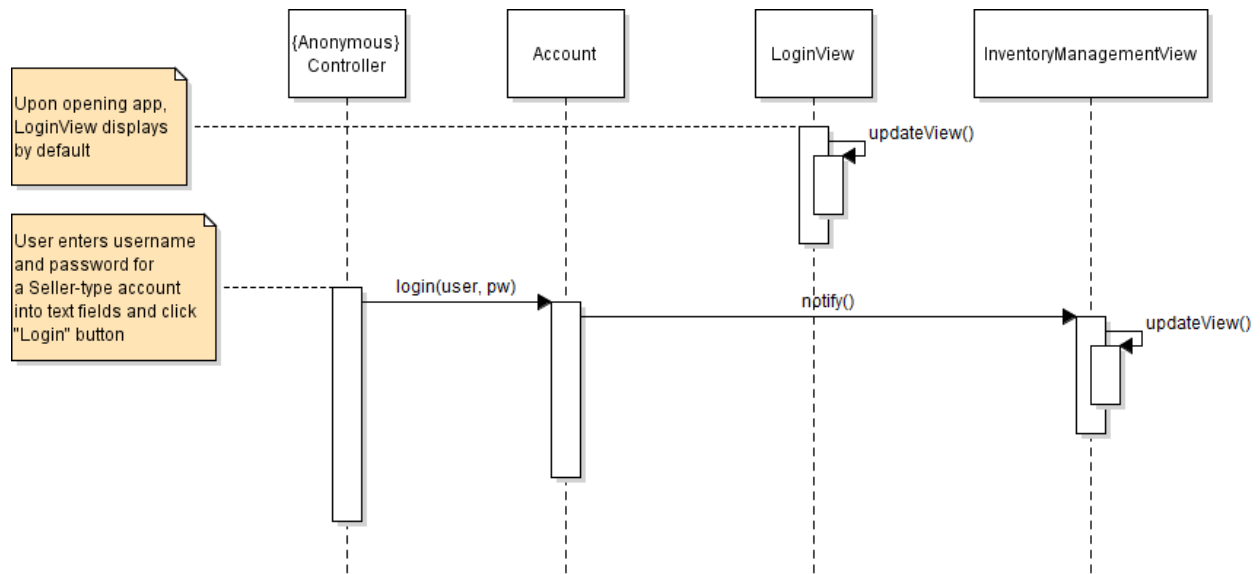 {Anonymous}
Controller
Account
LoginView
InventoryManagementView
Upon opening app,
LoginView displays
by default
updateView()
User enters username
and password for
a Seller-type account
into text fields and click
"Login" button
login(user, pw)
notify()
updateView()